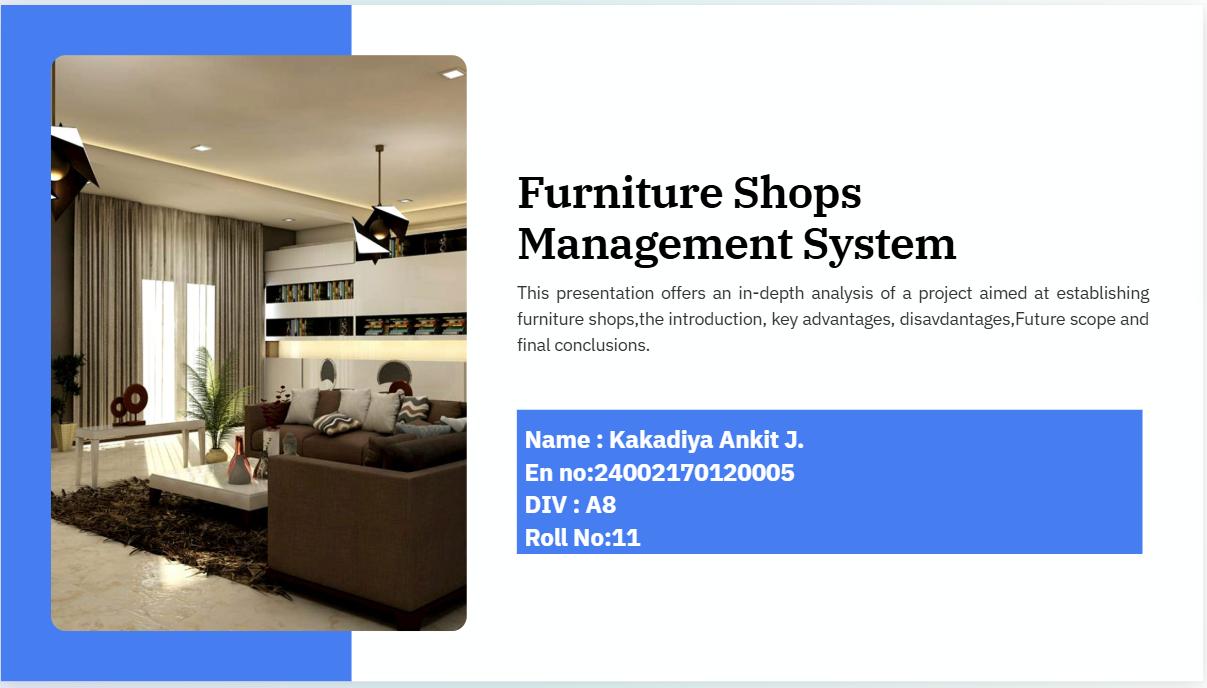 Furniture Shops
Management System
This presentation offers an in-depth analysis of a project aimed at establishing
furniture shops,the introduction, key advantages, disavdantages,Future scope and
final conclusions.
Name : Kakadiya Ankit J.
En no:24002170120005
DIV : A8
Roll No:11